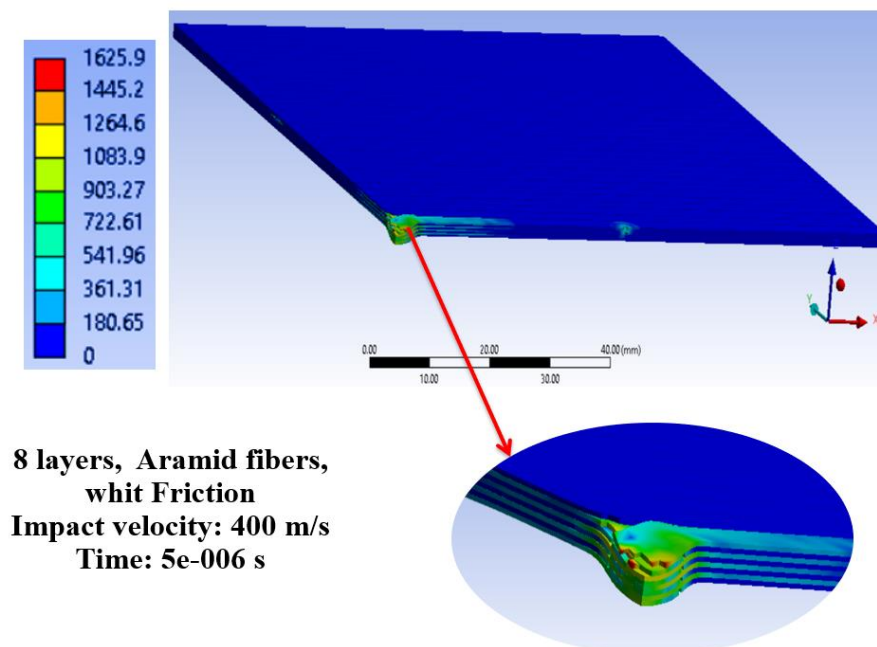 1625.9
1445.2
1264.6
1083.9
903.27
722.61
541.96
361.31
180.65
0
Y
X
0.00 20.00 40.00 (mm)
10.00 30.00
8 layers, Aramid fibers,
whit Friction
Impact velocity: 400 m/s
Time: 5e-006 s